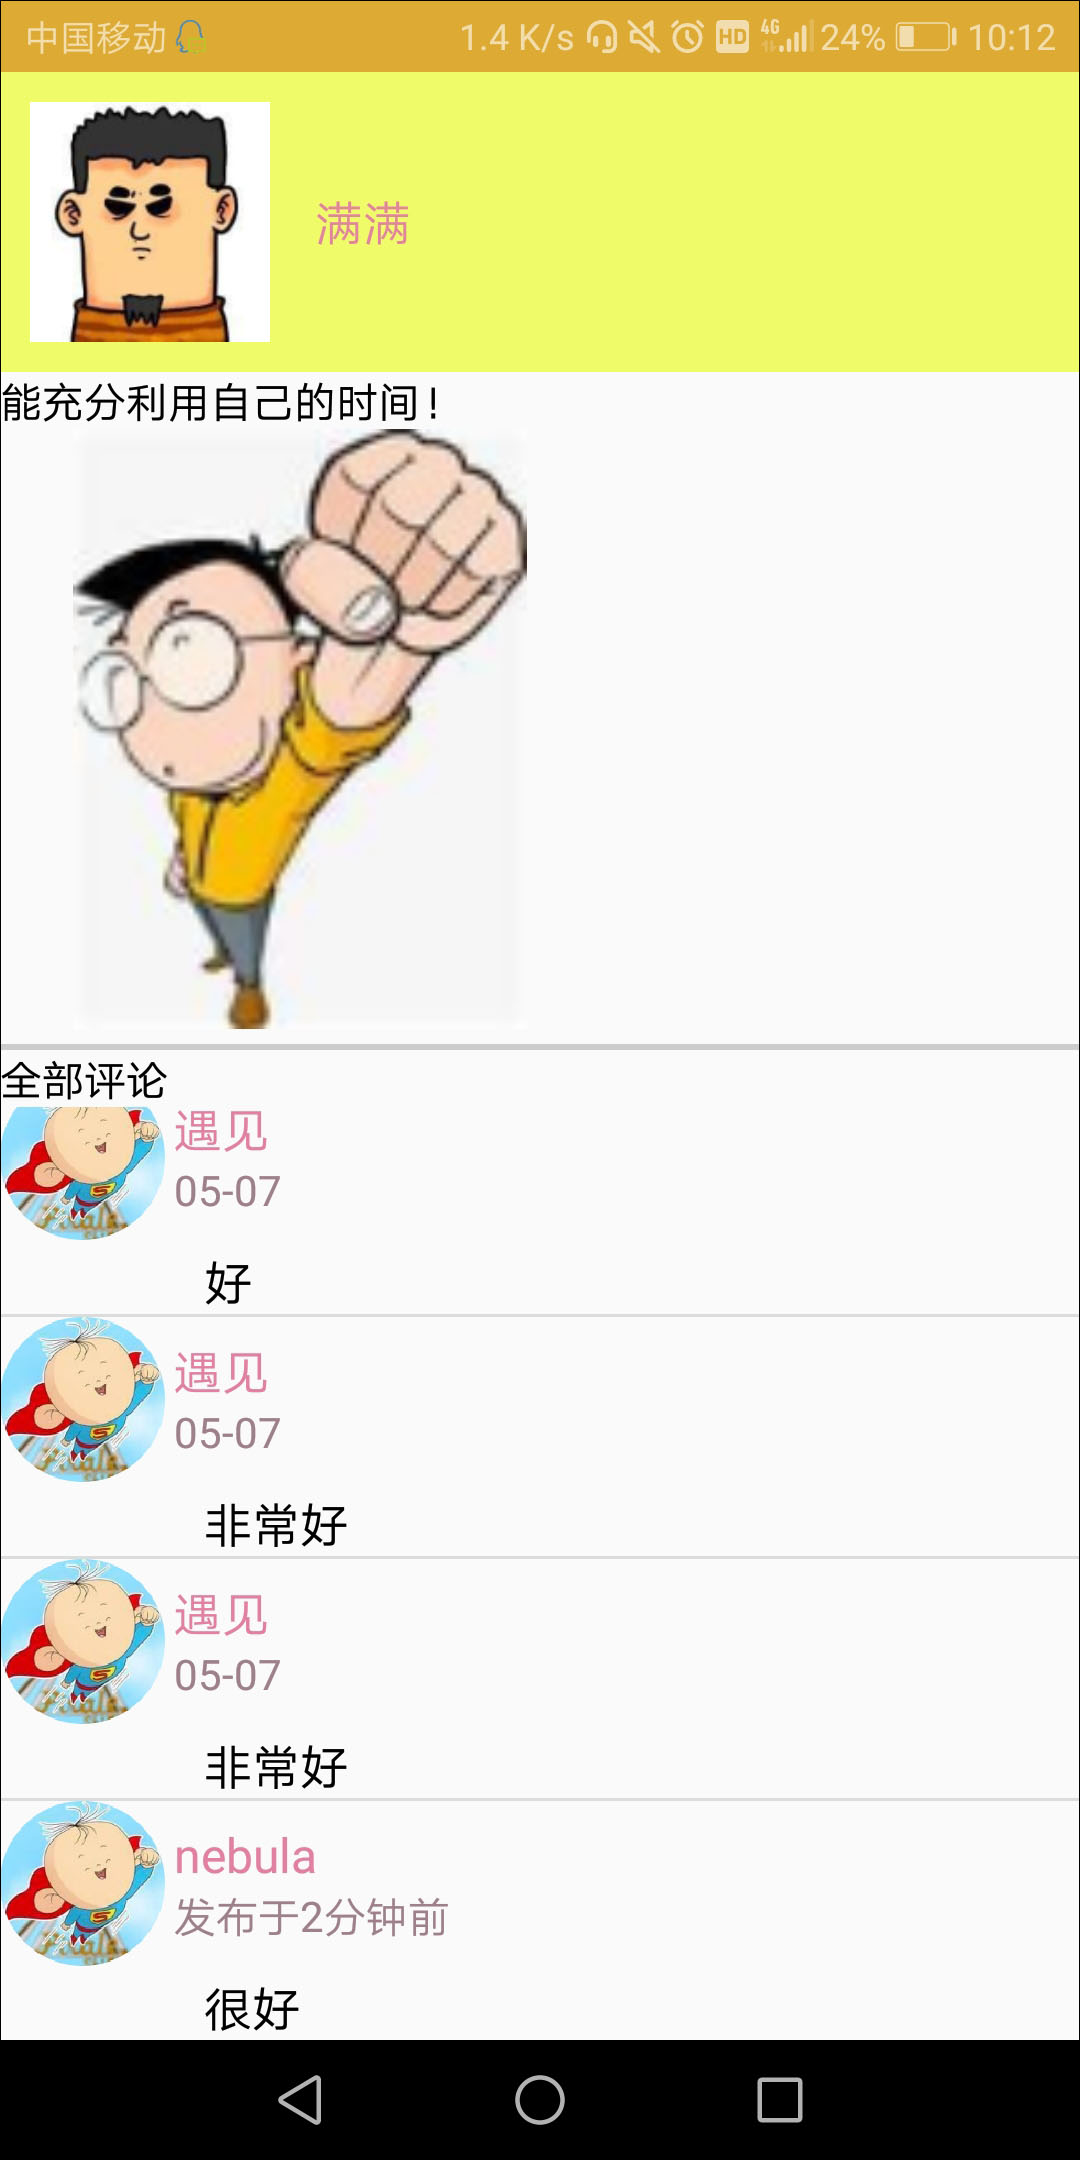 中国移动 1.4 K/s HD 4G 24% 10:12
满满
能充分利用自己的时间！
全部评论
遇见
05-07
好
遇见
05-07
非常好
遇见
05-07
非常好
nebula
发布于2分钟前
很好